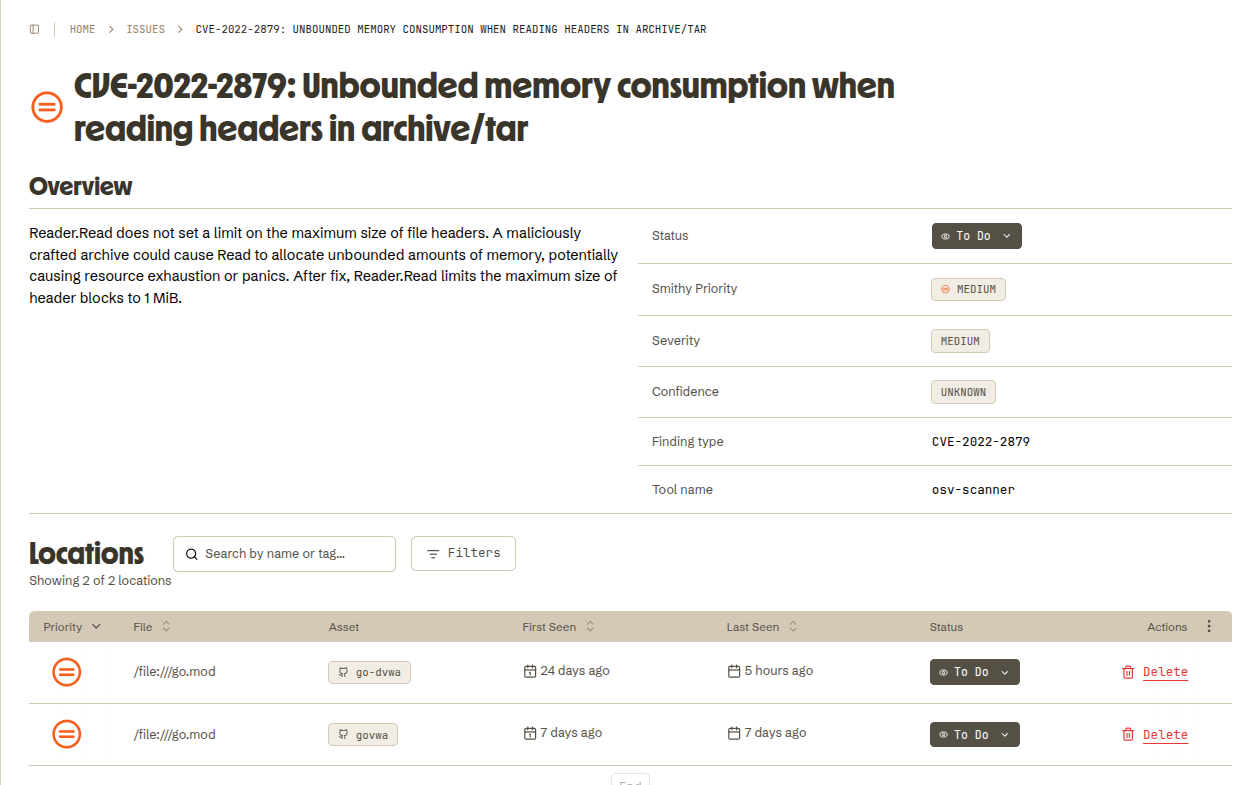 HOME > ISSUES > CVE-2022-2879: UNBOUNDED MEMORY CONSUMPTION WHEN READING HEADERS IN ARCHIVE/TAR
CVE-2022-2879: Unbounded memory consumption when
reading headers in archive/tar
Overview
Reader.Read does not set a limit on the maximum size of file headers. A maliciously
crafted archive could cause Read to allocate unbounded amounts of memory, potentially
causing resource exhaustion or panics. After fix, Reader.Read limits the maximum size of
header blocks to 1 MiB.
Status To Do
Smithy Priority MEDIUM
Severity MEDIUM
Confidence UNKNOWN
Finding type CVE-2022-2879
Tool name osv-scanner
Locations Search by name or tag... Filters
Showing 2 of 2 locations
Priority File Asset First Seen Last Seen Status Actions
/file:///go.mod go-dvwa 24 days ago 5 hours ago To Do Delete
/file:///go.mod govwa 7 days ago 7 days ago To Do Delete